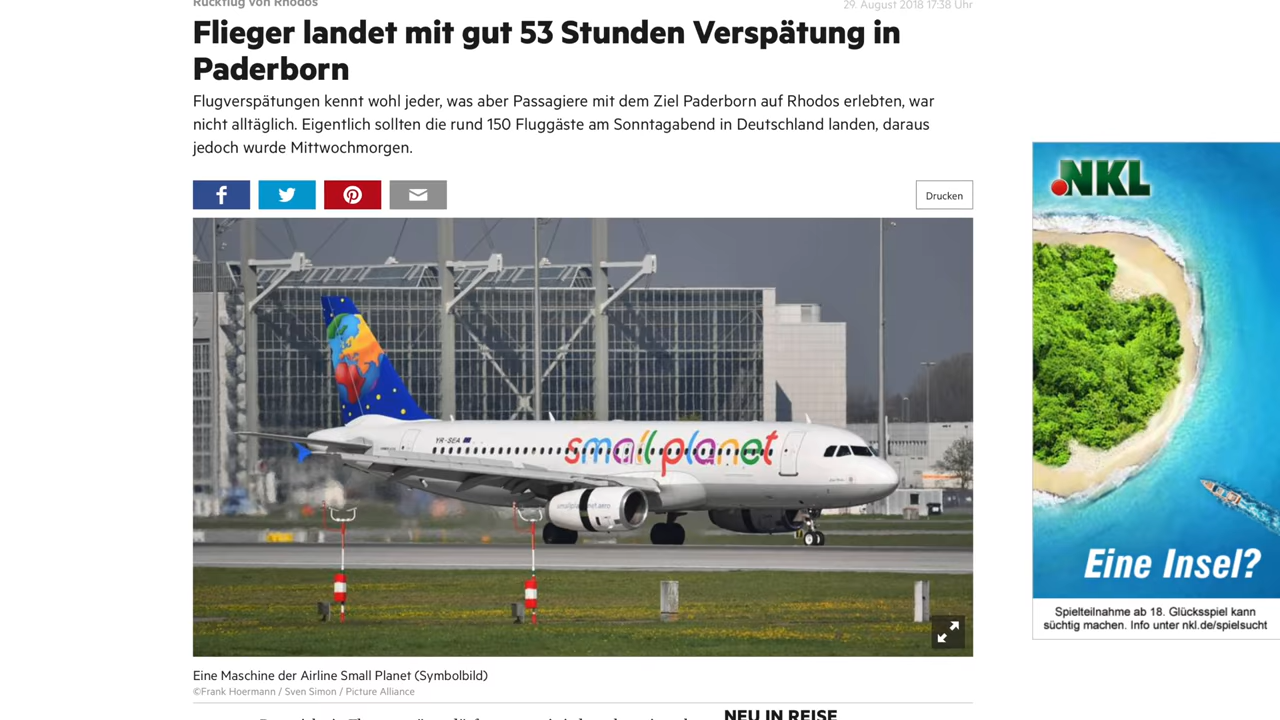 Rückflug von Rhodos
29. August 2018 17:38 Uhr
Flieger landet mit gut 53 Stunden Verspätung in
Paderborn
Flugverspätungen kennt wohl jeder, was aber Passagiere mit dem Ziel Paderborn auf Rhodos erlebten, war
nicht alltäglich. Eigentlich sollten die rund 150 Fluggäste am Sonntagabend in Deutschland landen, daraus
jedoch wurde Mittwochmorgen.
Drucken
NKL
YR-SEA
small planet
smallplanet.aero
Eine Insel?
Spielteilnahme ab 18. Glücksspiel kann
süchtig machen. Info unter nkl.de/spielsucht
Eine Maschine der Airline Small Planet (Symbolbild)
©Frank Hoermann / Sven Simon / Picture Alliance
NEU IN REISE